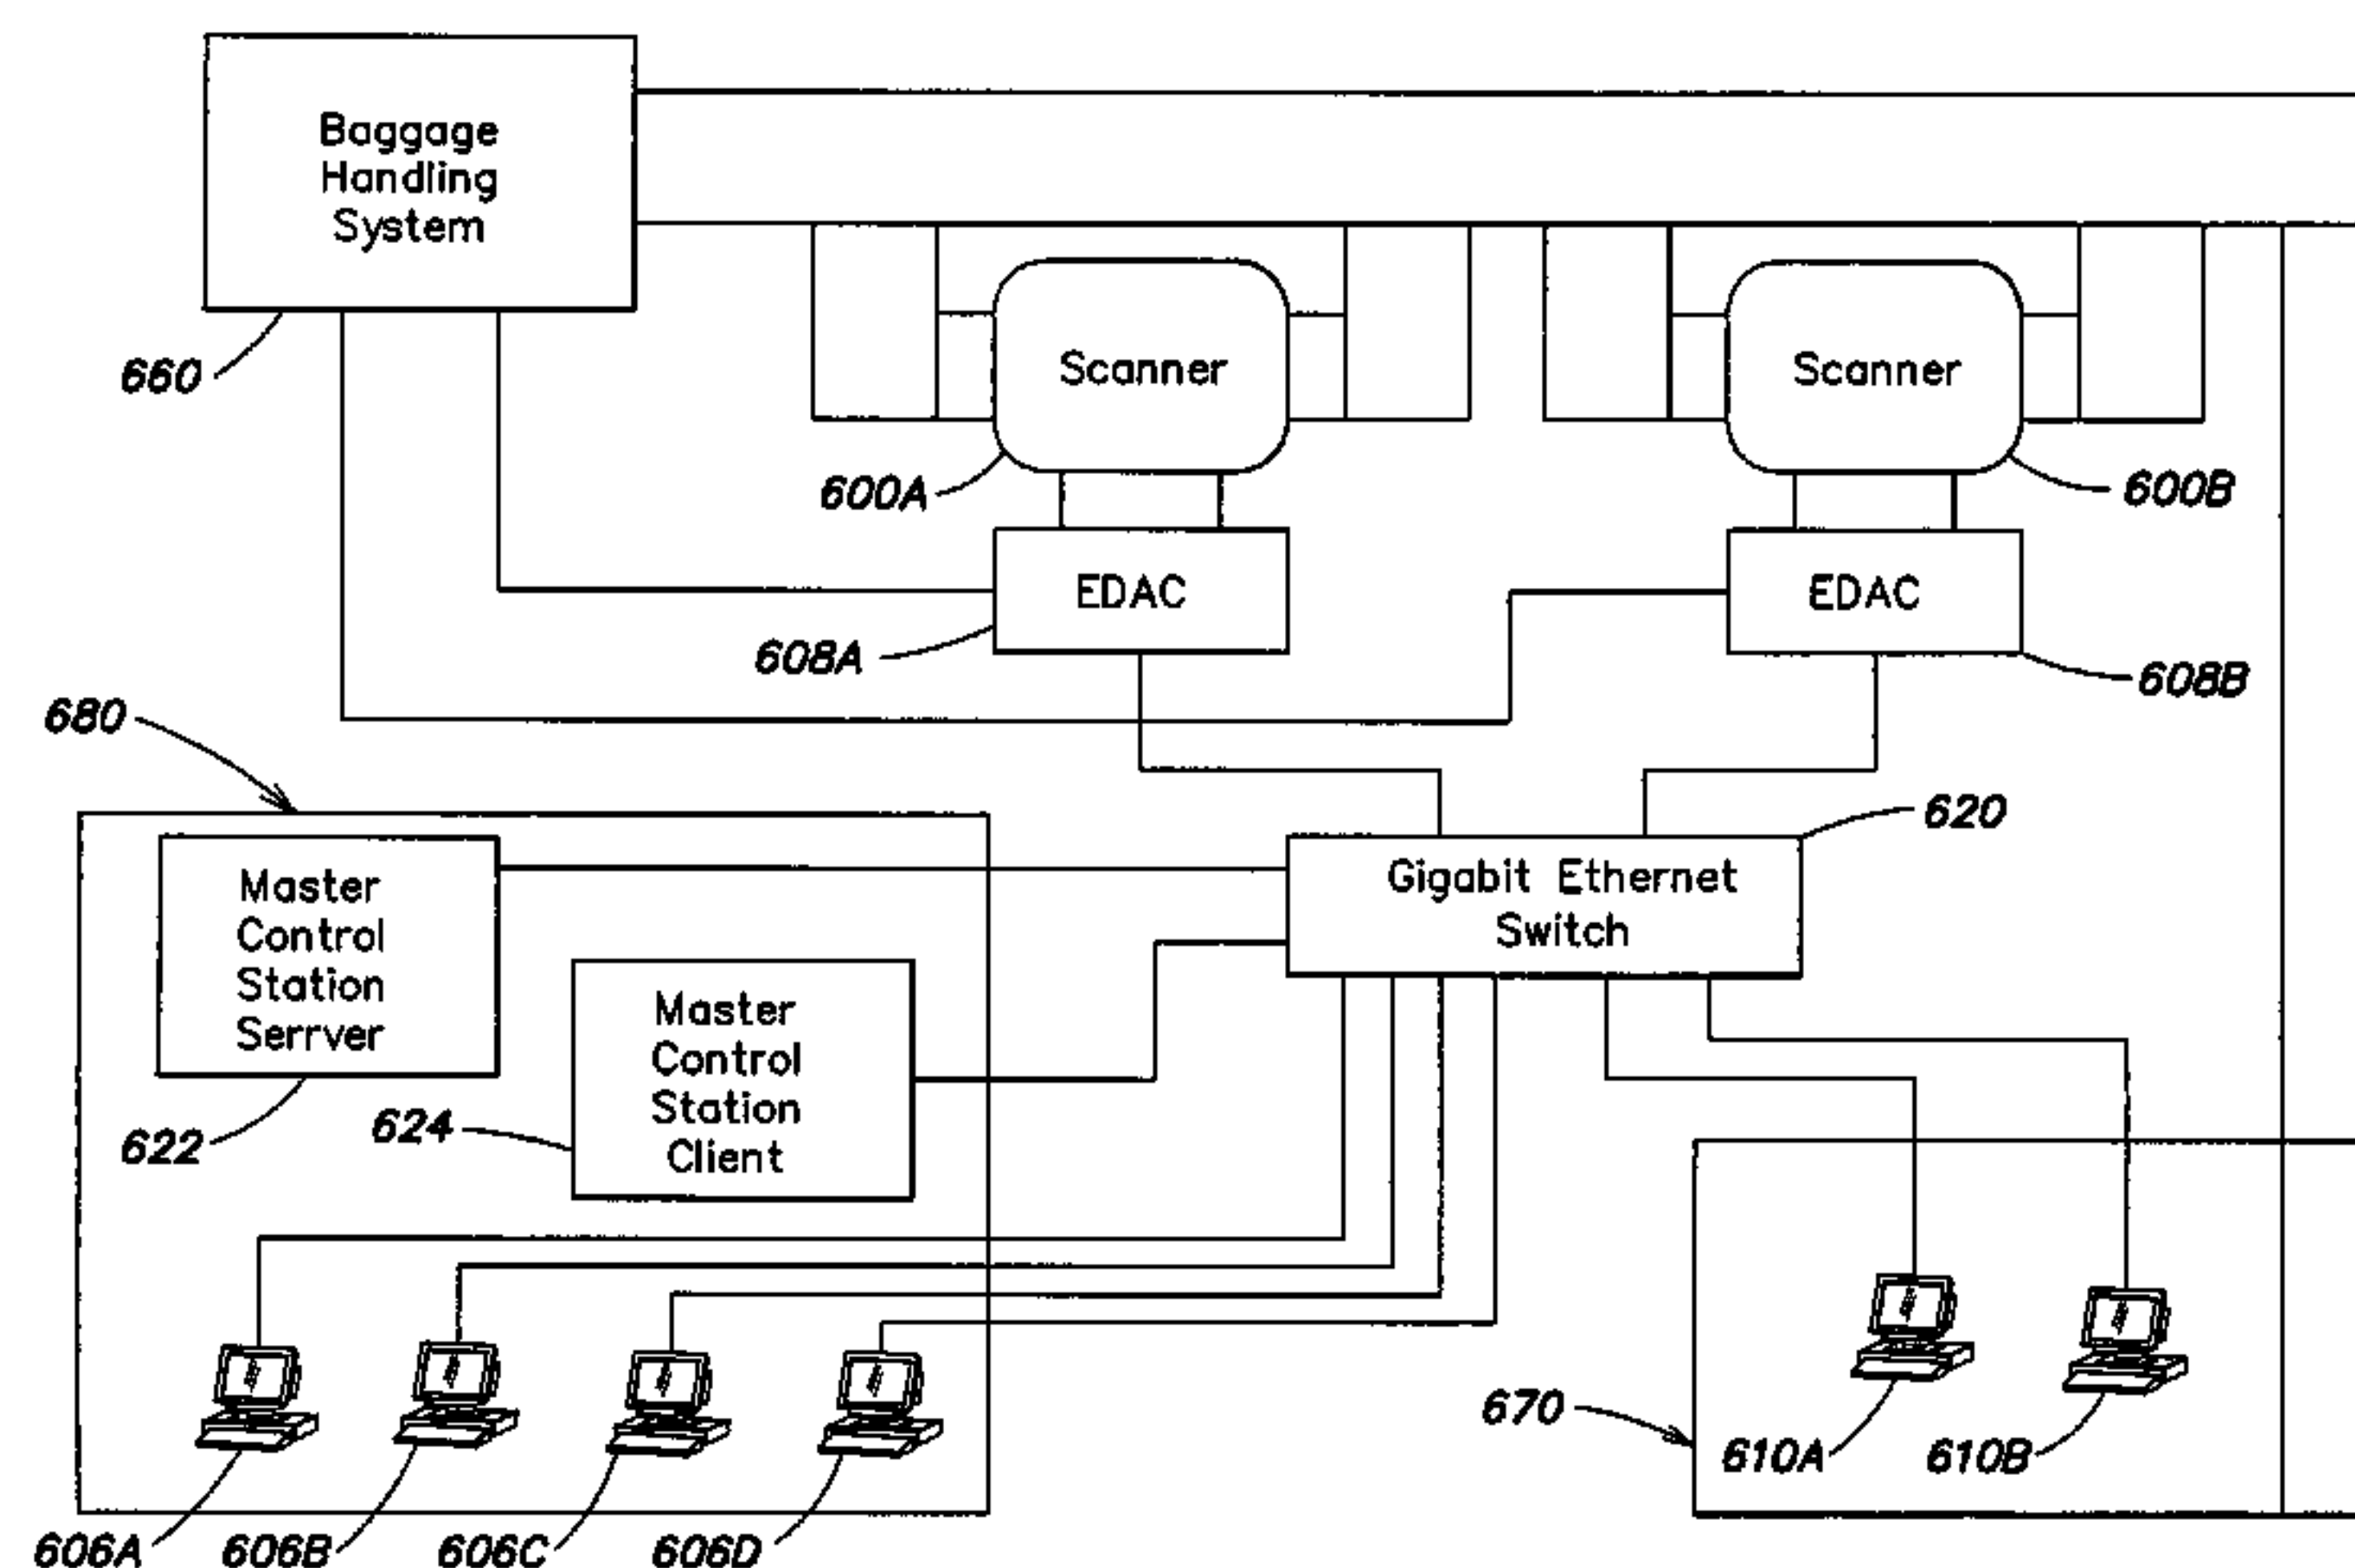 Baggage
Handling
System
660
Scanner
600A
Scanner
600B
EDAC
608A
EDAC
608B
680
620
Gigabit Ethernet
Switch
Master
Control
Station
Serrver
622
Master
Control
Station
Client
624
670
610A
610B
606A
606B
606C
606D